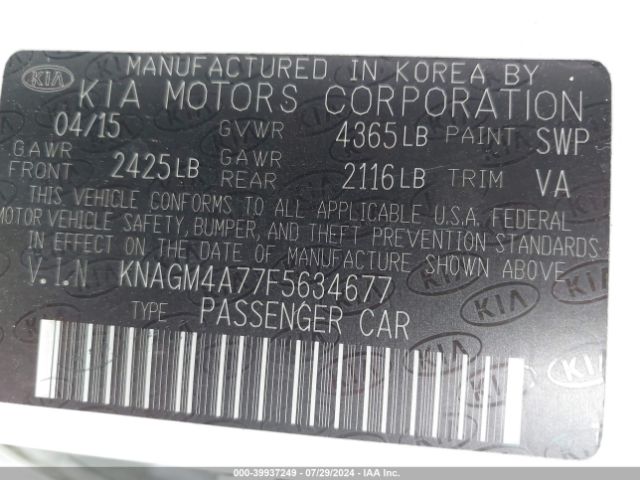 KIA
MANUFACTURED IN KOREA BY
KIA MOTORS CORPORATION
04/15 GVWR 4365LB PAINT SWP
GAWR FRONT 2425LB GAWR REAR 2116LB TRIM VA
THIS VEHICLE CONFORMS TO ALL APPLICABLE U.S.A. FEDERAL
MOTOR VEHICLE SAFETY, BUMPER, AND THEFT PREVENTION STANDARDS
IN EFFECT ON THE DATE OF MANUFACTURE SHOWN ABOVE.
V.I.N KNAGM4A77F5634677
TYPE PASSENGER CAR
000-39937249 - 07/29/2024 - IAA Inc.